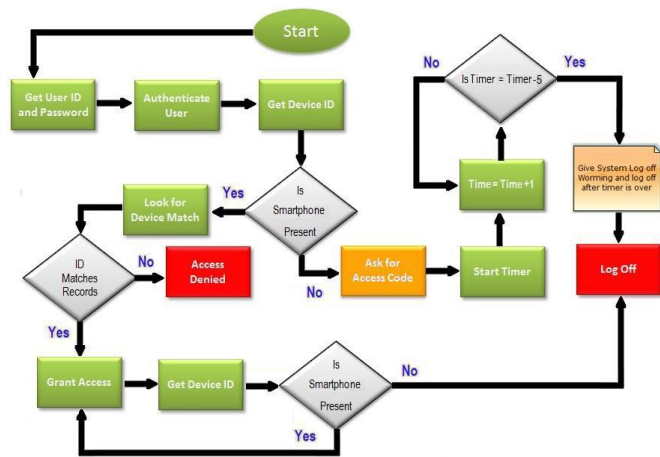 Start
Get User ID
and Password
Authenticate
User
Get Device ID
No
Is Timer = Timer-5
Yes
Look for
Device Match
Yes
Is
Smartphone
Present
Time=Time+1
Give System Log off
Worming and log off
after timer is over
ID
Matches
Records
No
Access
Denied
No
Ask for
Access Code
Start Timer
Log Off
Yes
Grant Access
Get Device ID
Is
Smartphone
Present
No
Yes